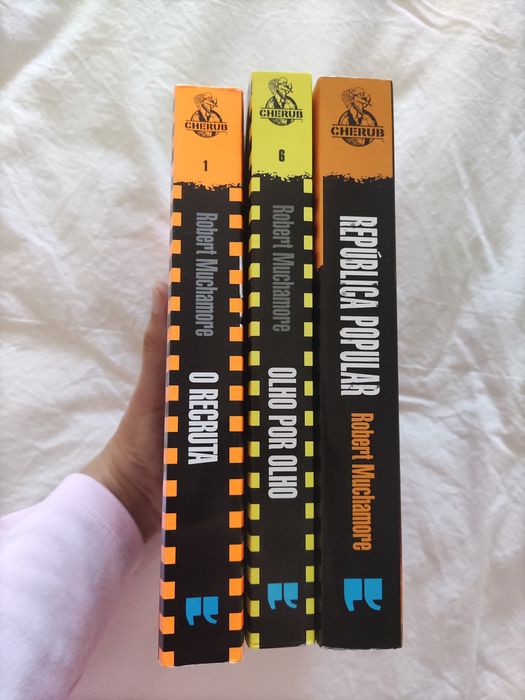 CHERUB
1
Robert Muchamore
O RECRUTA
CHERUB
6
Robert Muchamore
OLHO POR OLHO
CHERUB
REPÚBLICA POPULAR
Robert Muchamore